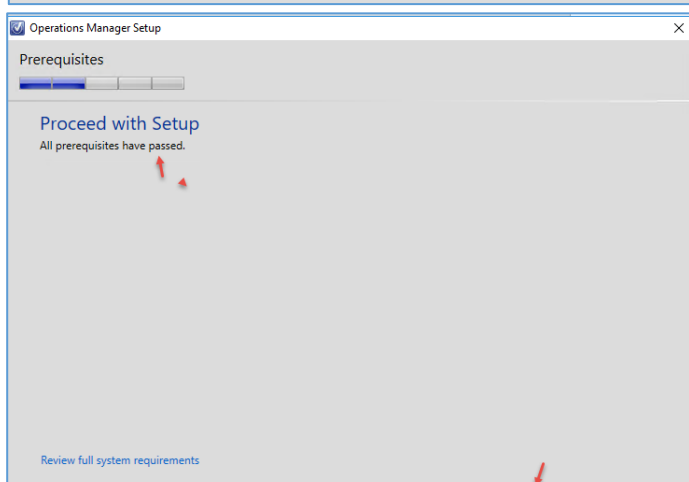 Operations Manager Setup
Prerequisites
Proceed with Setup
All prerequisites have passed.
Review full system requirements